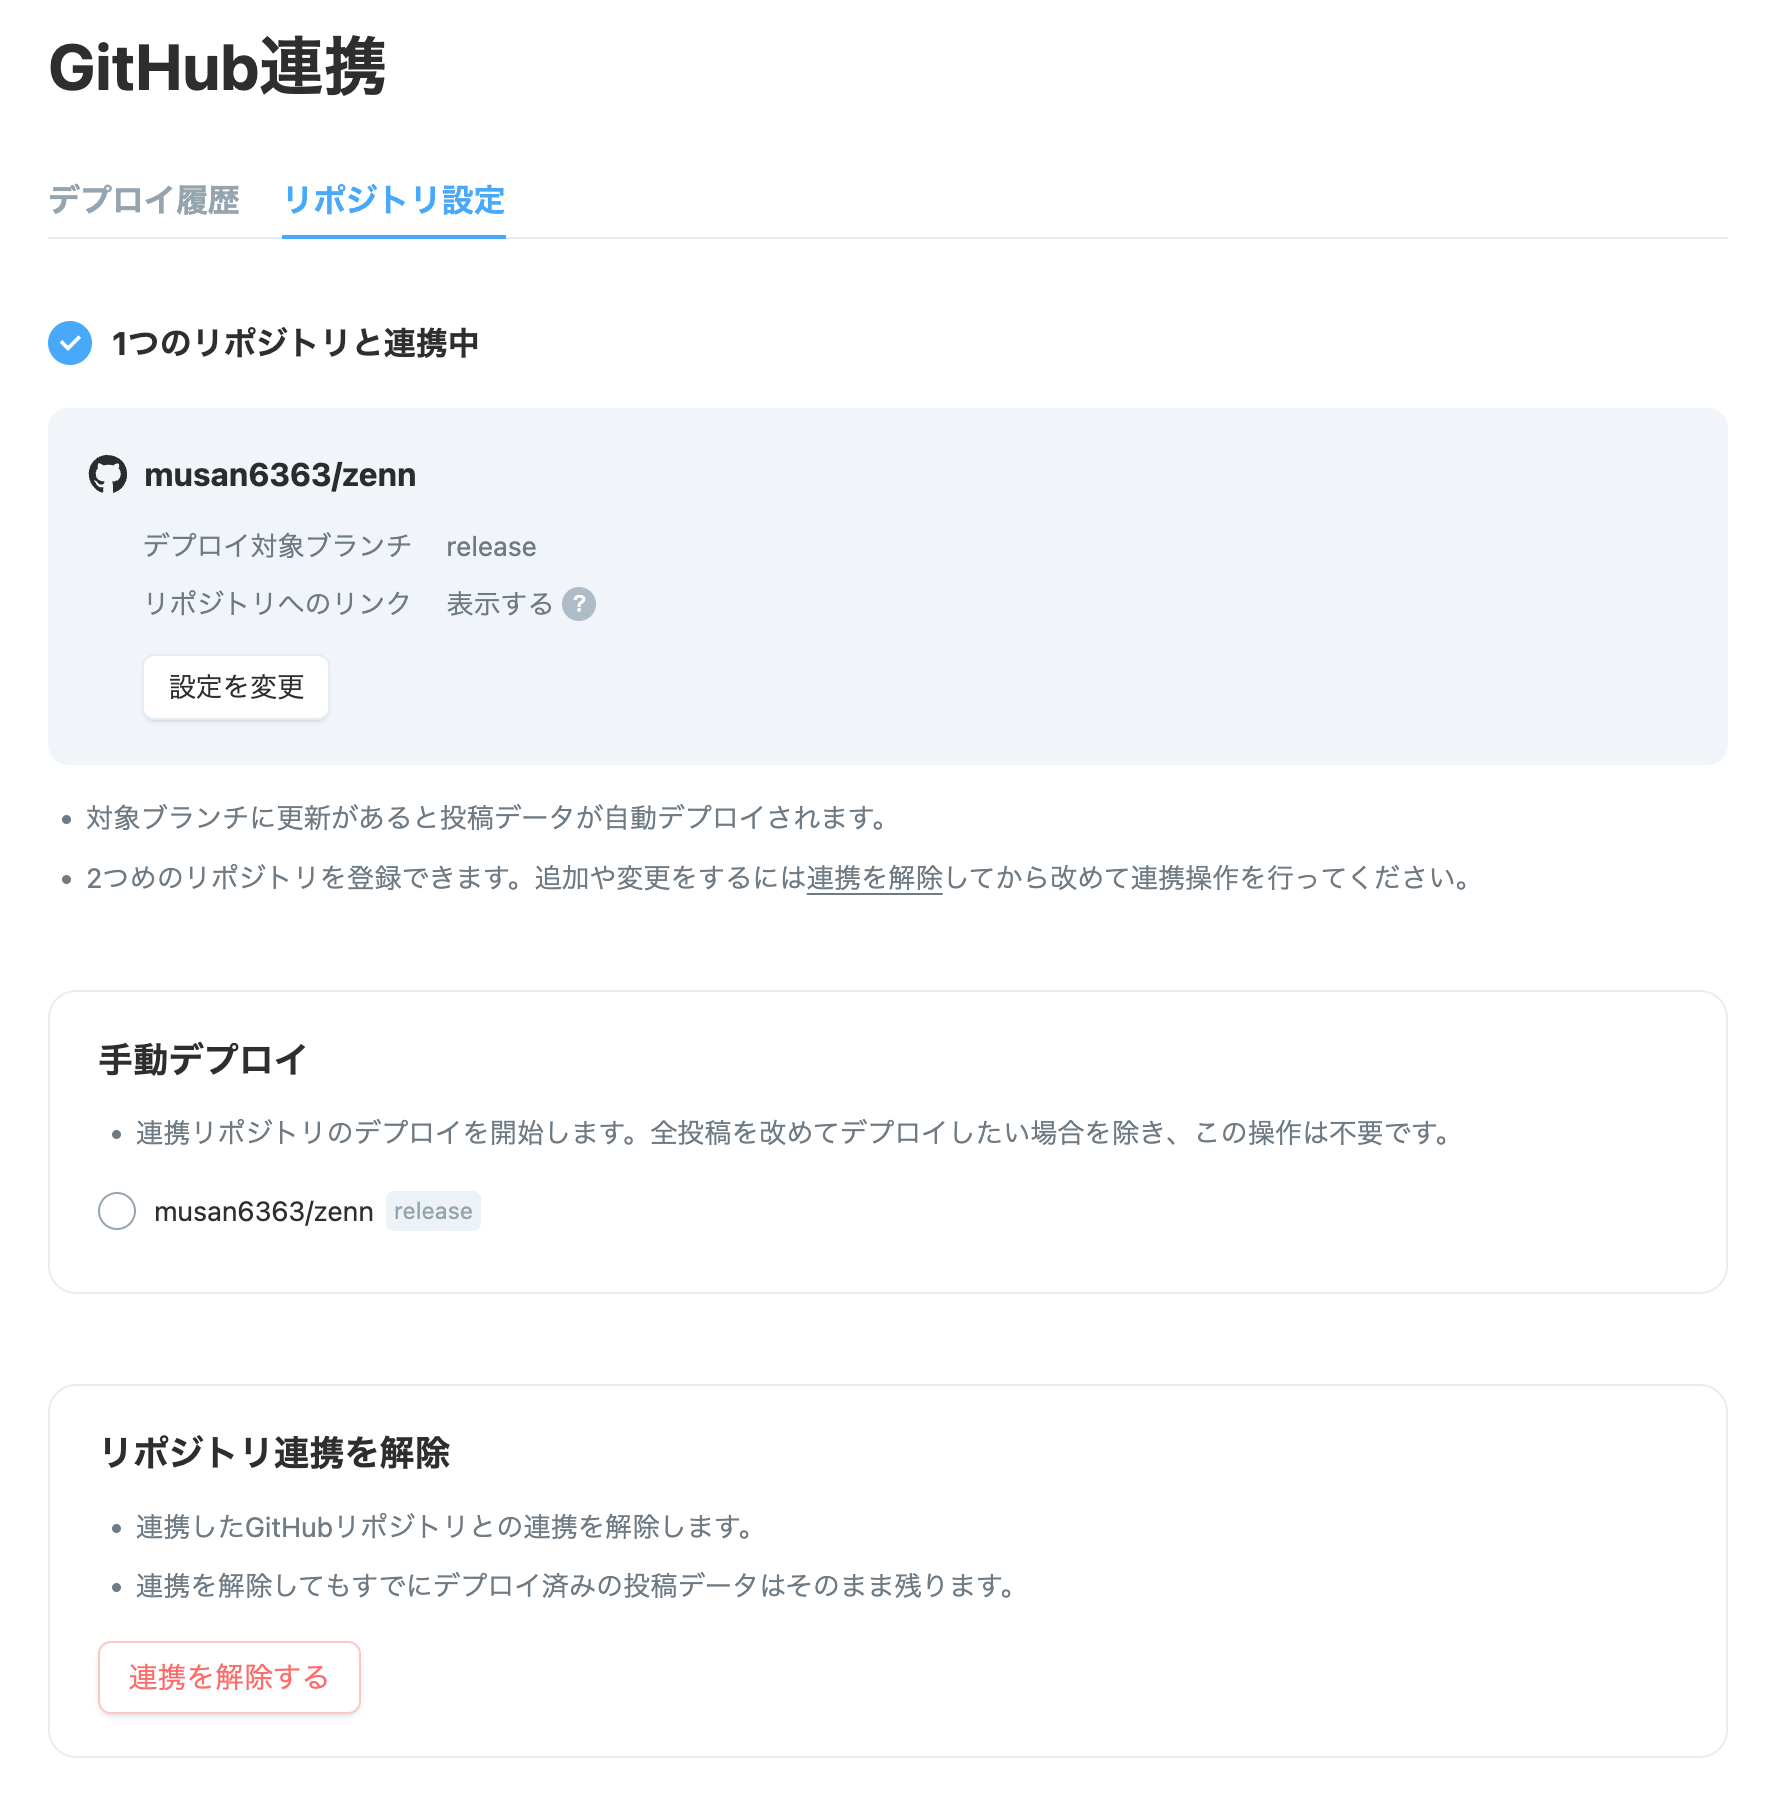 GitHub連携
デプロイ履歴 リポジトリ設定
1つのリポジトリと連携中
musan6363/zenn
デプロイ対象ブランチ release
リポジトリへのリンク 表示する ?
設定を変更
• 対象ブランチに更新があると投稿データが自動デプロイされます。
• 2つめのリポジトリを登録できます。追加や変更をするには連携を解除してから改めて連携操作を行ってください。
手動デプロイ
• 連携リポジトリのデプロイを開始します。全投稿を改めてデプロイしたい場合を除き、この操作は不要です。
musan6363/zenn release
リポジトリ連携を解除
• 連携したGitHubリポジトリとの連携を解除します。
• 連携を解除してもすでにデプロイ済みの投稿データはそのまま残ります。
連携を解除する